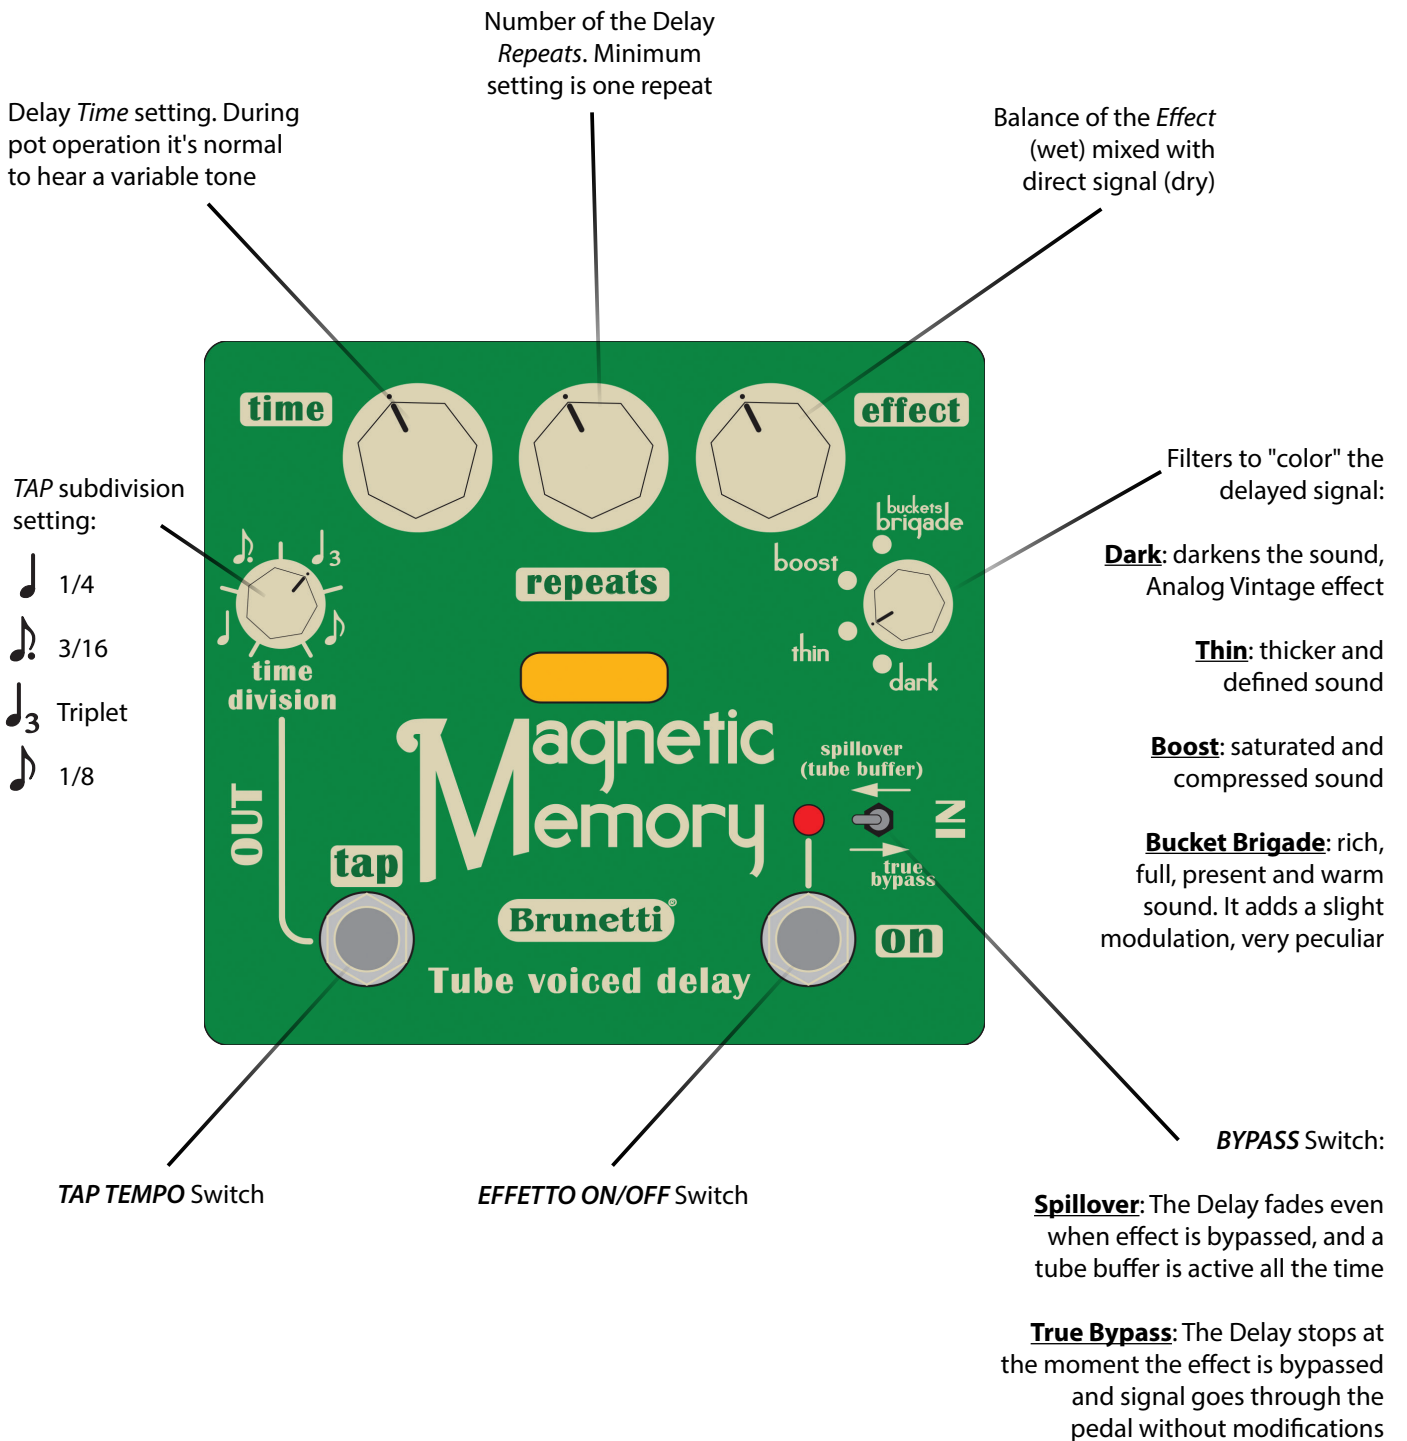 Number of the Delay
Repeats. Minimum
setting is one repeat
Delay Time setting. During
pot operation it's normal
to hear a variable tone
Balance of the Effect
(wet) mixed with
direct signal (dry)
time
effect
TAP subdivision
setting:
1/4
3/16
3 Triplet
1/8
3
time
division
repeats
buckets
brigade
boost
thin
dark
Filters to "color" the
delayed signal:
Dark: darkens the sound,
Analog Vintage effect
Thin: thicker and
defined sound
Boost: saturated and
compressed sound
Bucket Brigade: rich,
full, present and warm
sound. It adds a slight
modulation, very peculiar
Magnetic
Memory
spillover
(tube buffer)
true
bypass
OUT
IN
tap
on
Brunetti®
Tube voiced delay
TAP TEMPO Switch
EFFETTO ON/OFF Switch
BYPASS Switch:
Spillover: The Delay fades even
when effect is bypassed, and a
tube buffer is active all the time
True Bypass: The Delay stops at
the moment the effect is bypassed
and signal goes through the
pedal without modifications